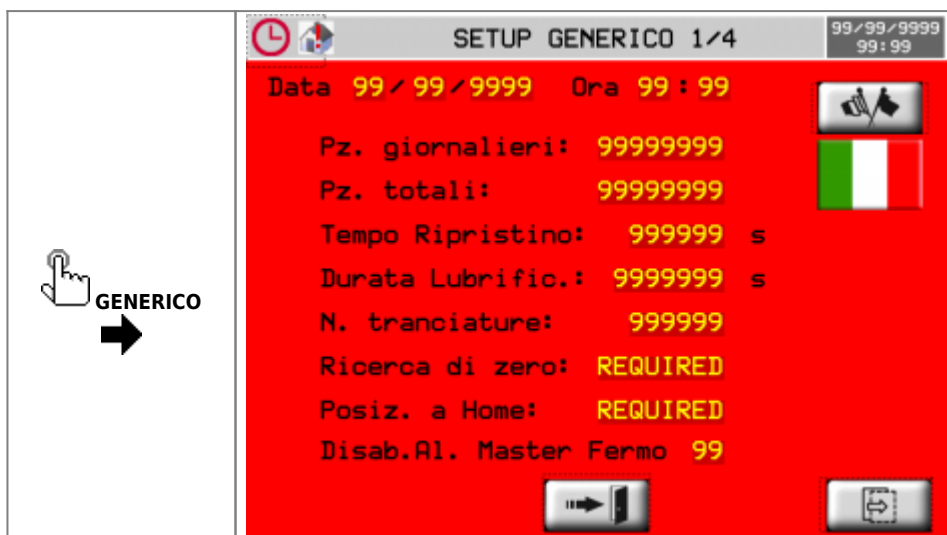 GENERICO
SETUP GENERICO 1/4
99/99/9999
99:99
Data 99/99/9999 Ora 99:99
Pz. giornalieri: 99999999
Pz. totali: 99999999
Tempo Ripristino: 999999 s
Durata Lubrific.: 9999999 s
N. tranciature: 999999
Ricerca di zero: REQUIRED
Posiz. a Home: REQUIRED
Disab.Al. Master Fermo 99